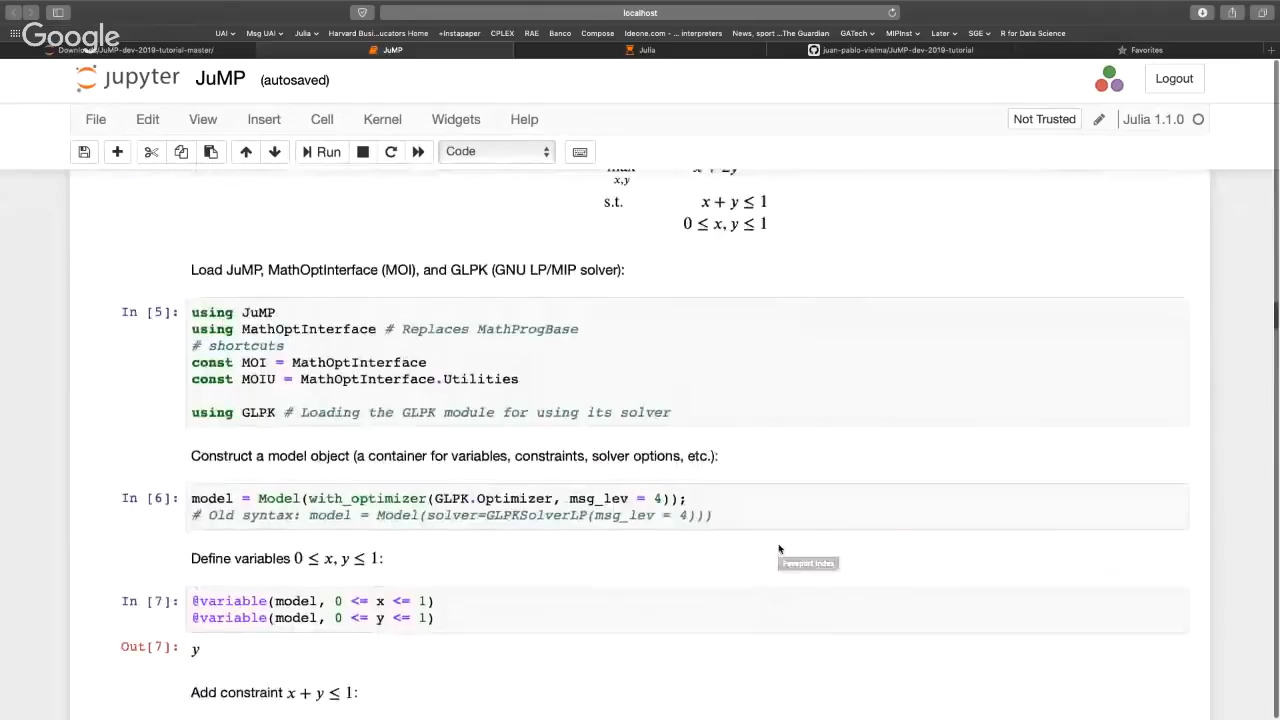 localhost
Google
UAI
Msg UAI
Julia
Harvard Busi...ucators Home
+Instapaper
CPLEX
RAE
Banco
Compose
Ideone.com - ... interpreters
News, sport ... The Guardian
GATech
MIPInst
Later
SGE
R for Data Science
Downloads/JuMP-dev-2019-tutorial-master/
JuMP
Julia
juan-pablo-vielma/JuMP-dev-2019-tutorial
Favorites
jupyter JuMP (autosaved)
Logout
File Edit View Insert Cell Kernel Widgets Help
Not Trusted
Julia 1.1.0
Run
Code
x,y
s.t. x + y ≤ 1
0 ≤ x, y ≤ 1
Load JuMP, MathOptInterface (MOI), and GLPK (GNU LP/MIP solver):
In [5]: using JuMP
using MathOptInterface # Replaces MathProgBase
# shortcuts
const MOI = MathOptInterface
const MOIU = MathOptInterface.Utilities
using GLPK # Loading the GLPK module for using its solver
Construct a model object (a container for variables, constraints, solver options, etc.):
In [6]: model = Model(with_optimizer(GLPK.Optimizer, msg_lev = 4));
# Old syntax: model = Model(solver=GLPKSolverLP(msg_lev = 4)))
Define variables 0 ≤ x, y ≤ 1:
In [7]: @variable(model, 0 <= x <= 1)
@variable(model, 0 <= y <= 1)
Out[7]: y
Add constraint x + y ≤ 1: